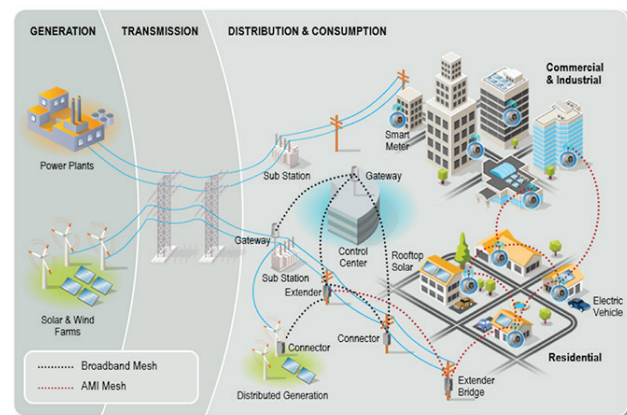 GENERATION
TRANSMISSION
DISTRIBUTION & CONSUMPTION
Commercial
& Industrial
Smart
Meter
Power Plants
Sub Station
Gateway
Gateway
Control
Center
Rooftop
Solar
Sub Station
Extender
Solar & Wind
Farms
Electric
Vehicle
Connector
Connector
Residential
Broadband Mesh
AMI Mesh
Extender
Bridge
Distributed Generation